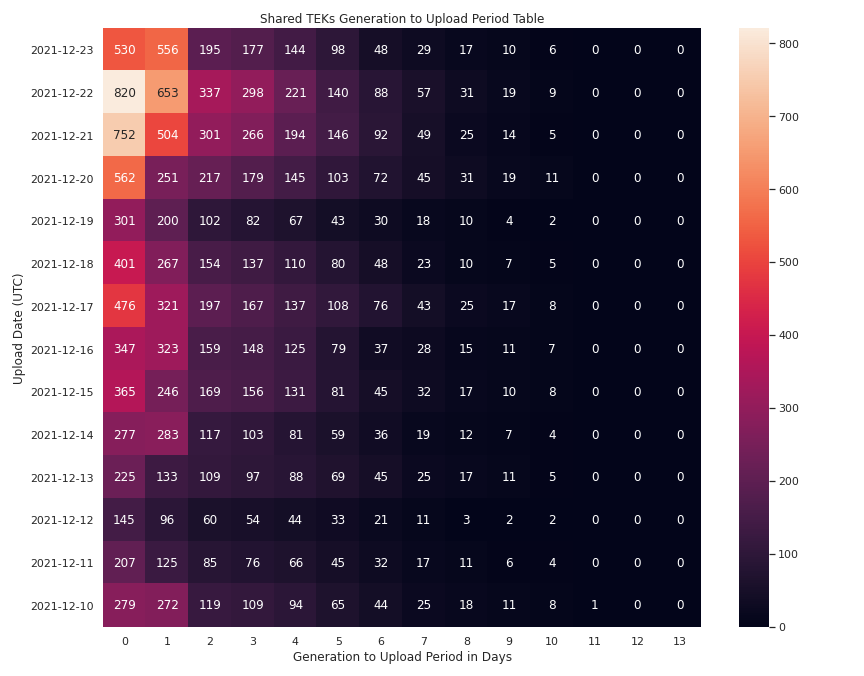 Shared TEKs Generation to Upload Period Table
2021-12-23 530 556 195 177 144 98 48 29 17 10 6 0 0 0
2021-12-22 820 653 337 298 221 140 88 57 31 19 9 0 0 0
2021-12-21 752 504 301 266 194 146 92 49 25 14 5 0 0 0
2021-12-20 562 251 217 179 145 103 72 45 31 19 11 0 0 0
2021-12-19 301 200 102 82 67 43 30 18 10 4 2 0 0 0
2021-12-18 401 267 154 137 110 80 48 23 10 7 5 0 0 0
2021-12-17 476 321 197 167 137 108 76 43 25 17 8 0 0 0
2021-12-16 347 323 159 148 125 79 37 28 15 11 7 0 0 0
2021-12-15 365 246 169 156 131 81 45 32 17 10 8 0 0 0
2021-12-14 277 283 117 103 81 59 36 19 12 7 4 0 0 0
2021-12-13 225 133 109 97 88 69 45 25 17 11 5 0 0 0
2021-12-12 145 96 60 54 44 33 21 11 3 2 2 0 0 0
2021-12-11 207 125 85 76 66 45 32 17 11 6 4 0 0 0
2021-12-10 279 272 119 109 94 65 44 25 18 11 8 1 0 0
0 1 2 3 4 5 6 7 8 9 10 11 12 13
Generation to Upload Period in Days
Upload Date (UTC)
800
700
600
500
400
300
200
100
0